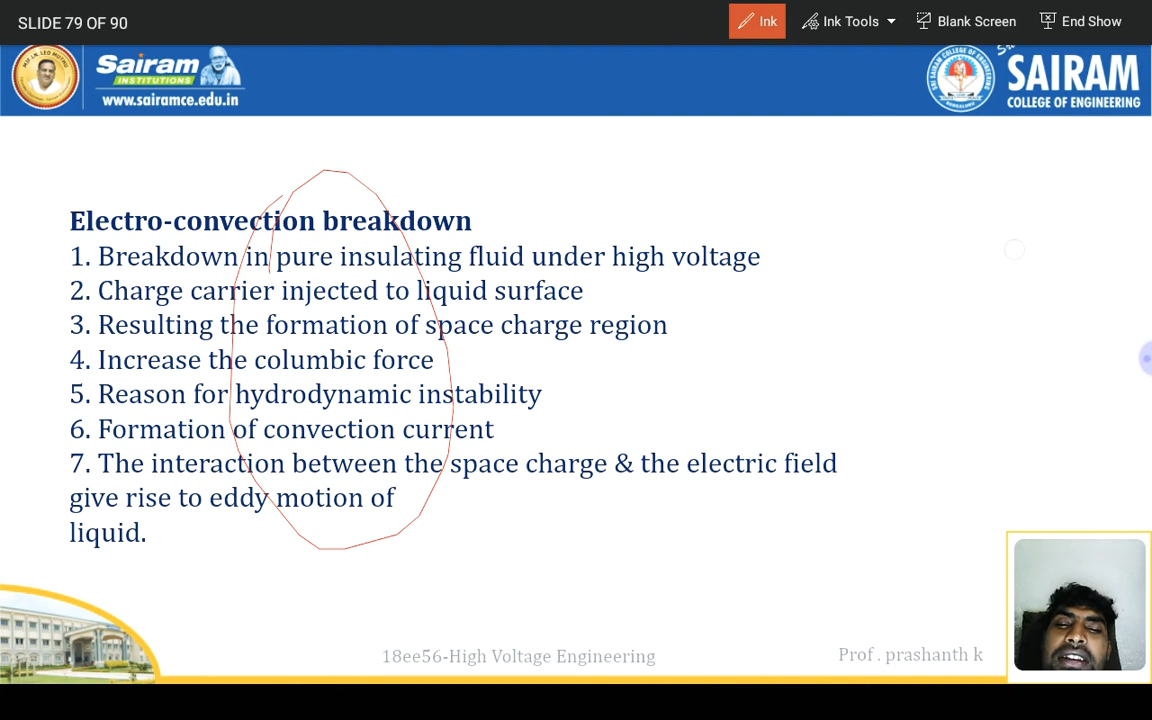 SLIDE 79 OF 90
Ink
Ink Tools
Blank Screen
End Show
Sairam
INSTITUTIONS
www.sairamce.edu.in
SAIRAM
COLLEGE OF ENGINEERING
Electro-convection breakdown
1. Breakdown in pure insulating fluid under high voltage
2. Charge carrier injected to liquid surface
3. Resulting the formation of space charge region
4. Increase the columbic force
5. Reason for hydrodynamic instability
6. Formation of convection current
7. The interaction between the space charge & the electric field
give rise to eddy motion of
liquid.
18ee56-High Voltage Engineering
Prof . prashanth k